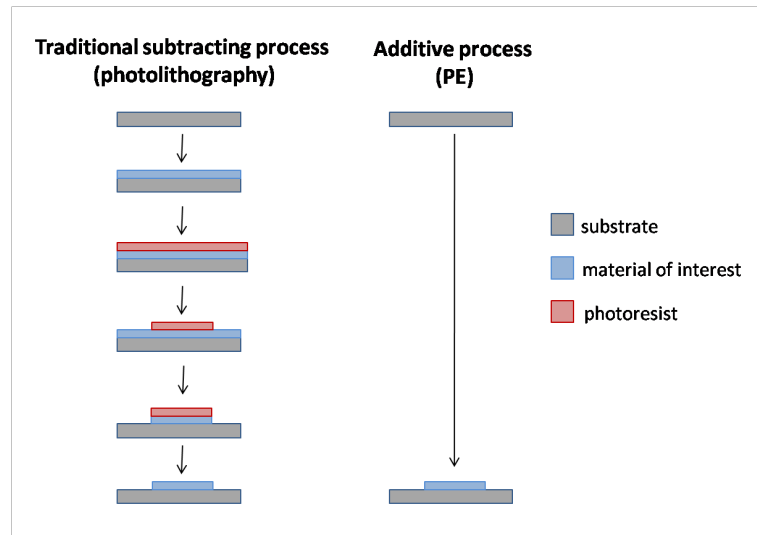 Traditional subtracting process
(photolithography)
Additive process
(PE)
substrate
material of interest
photoresist